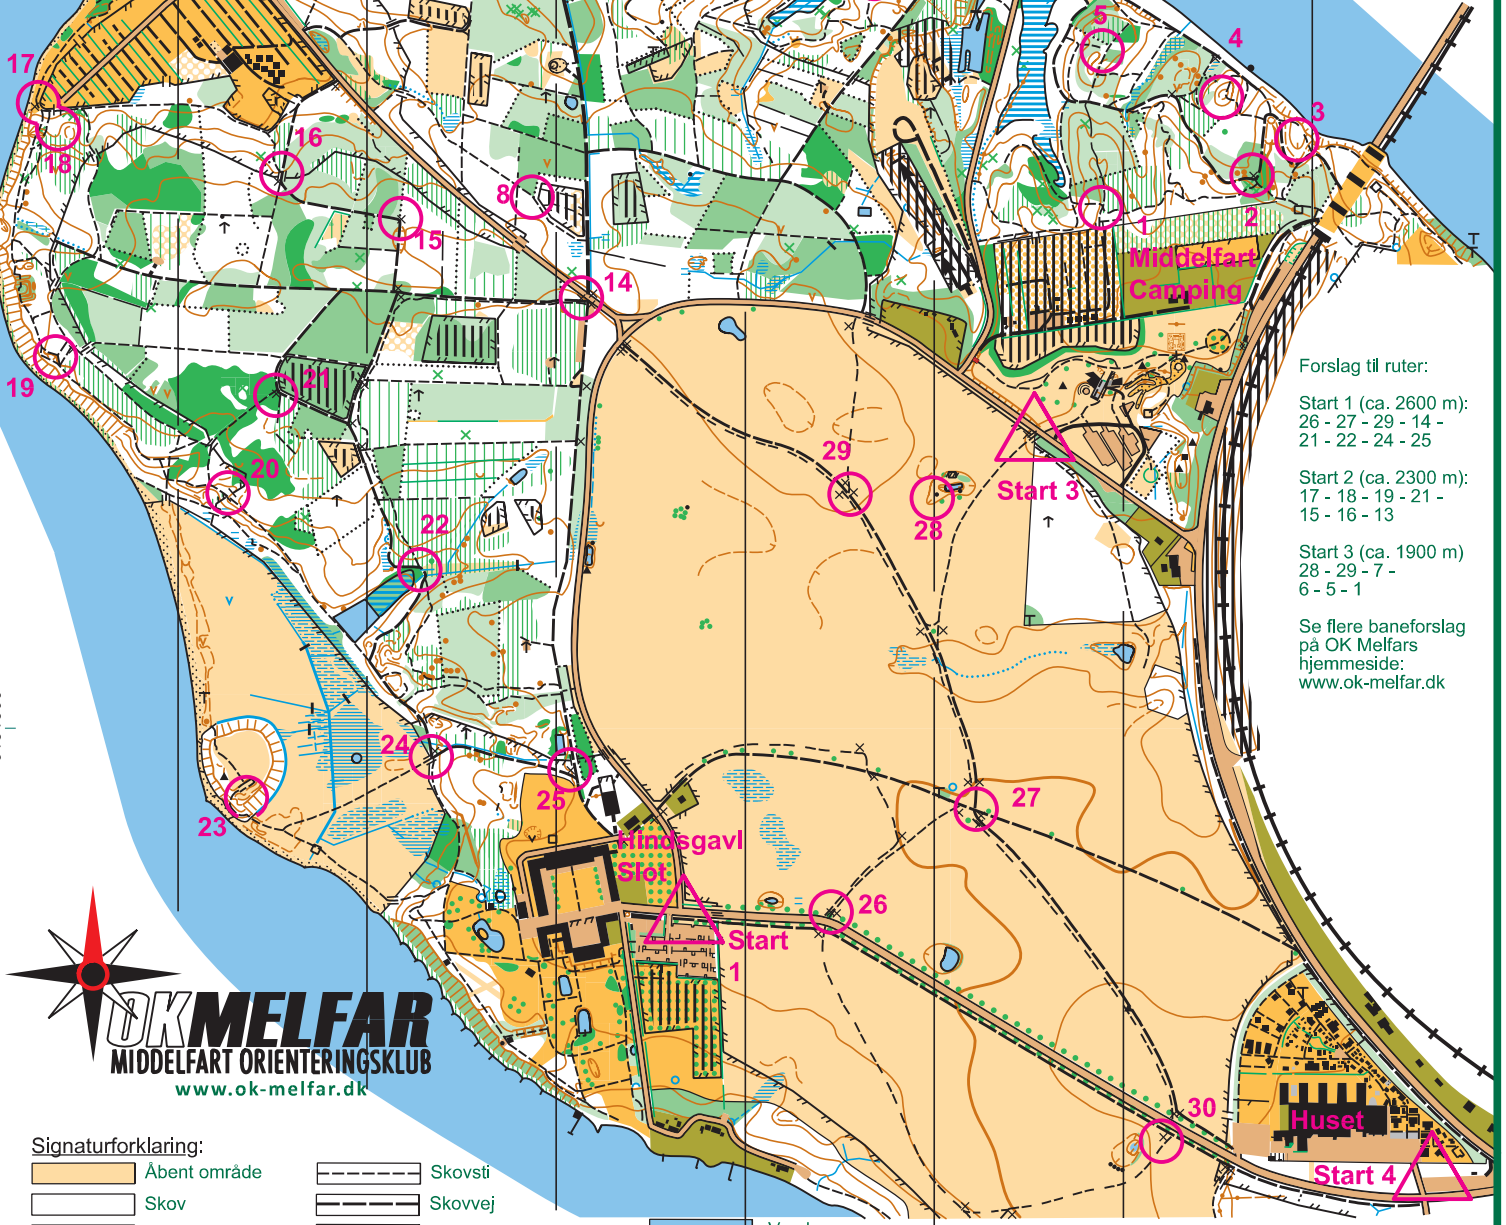 5
4
17
3
16
18
8
15
1
2
Middelfart
Camping
14
19
21
Forslag til ruter:
Start 1 (ca. 2600 m):
26 - 27 - 29 - 14 -
21 - 22 - 24 - 25
Start 2 (ca. 2300 m):
17 - 18 - 19 - 21 -
15 - 16 - 13
Start 3 (ca. 1900 m)
28 - 29 - 7 -
6 - 5 - 1
Se flere baneforslag
på OK Melfars
hjemmeside:
www.ok-melfar.dk
29
20
Start 3
28
22
24
25
23
27
Hindsgavl
Slot
26
Start
1
OK MELFAR
MIDDELFART ORIENTERINGSKLUB
www.ok-melfar.dk
30
Huset
Start 4
Signaturforklaring:
Åbent område
Skovsti
Skov
Skovvej